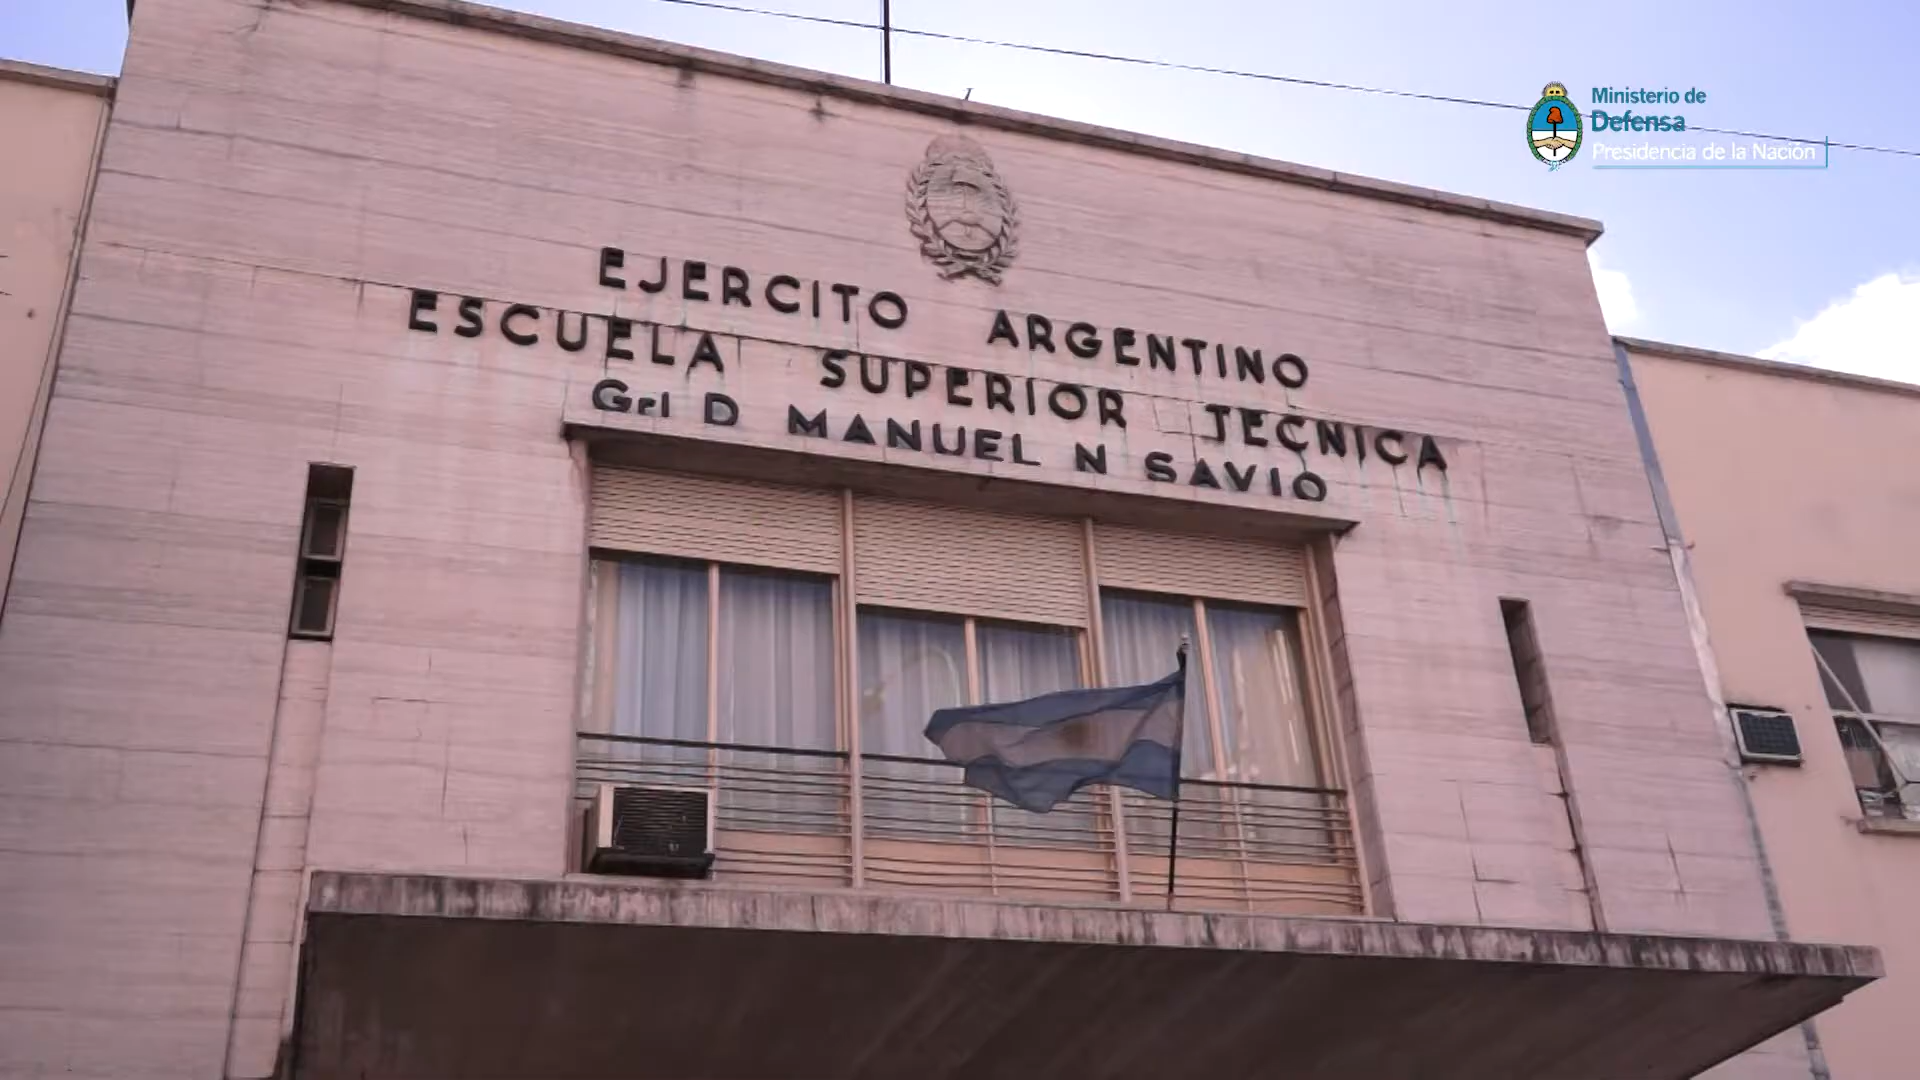 EJERCITO ARGENTINO
ESCUELA SUPERIOR TECNICA
Grl D MANUEL N SAVIO
Ministerio de
Defensa
Presidencia de la Nación